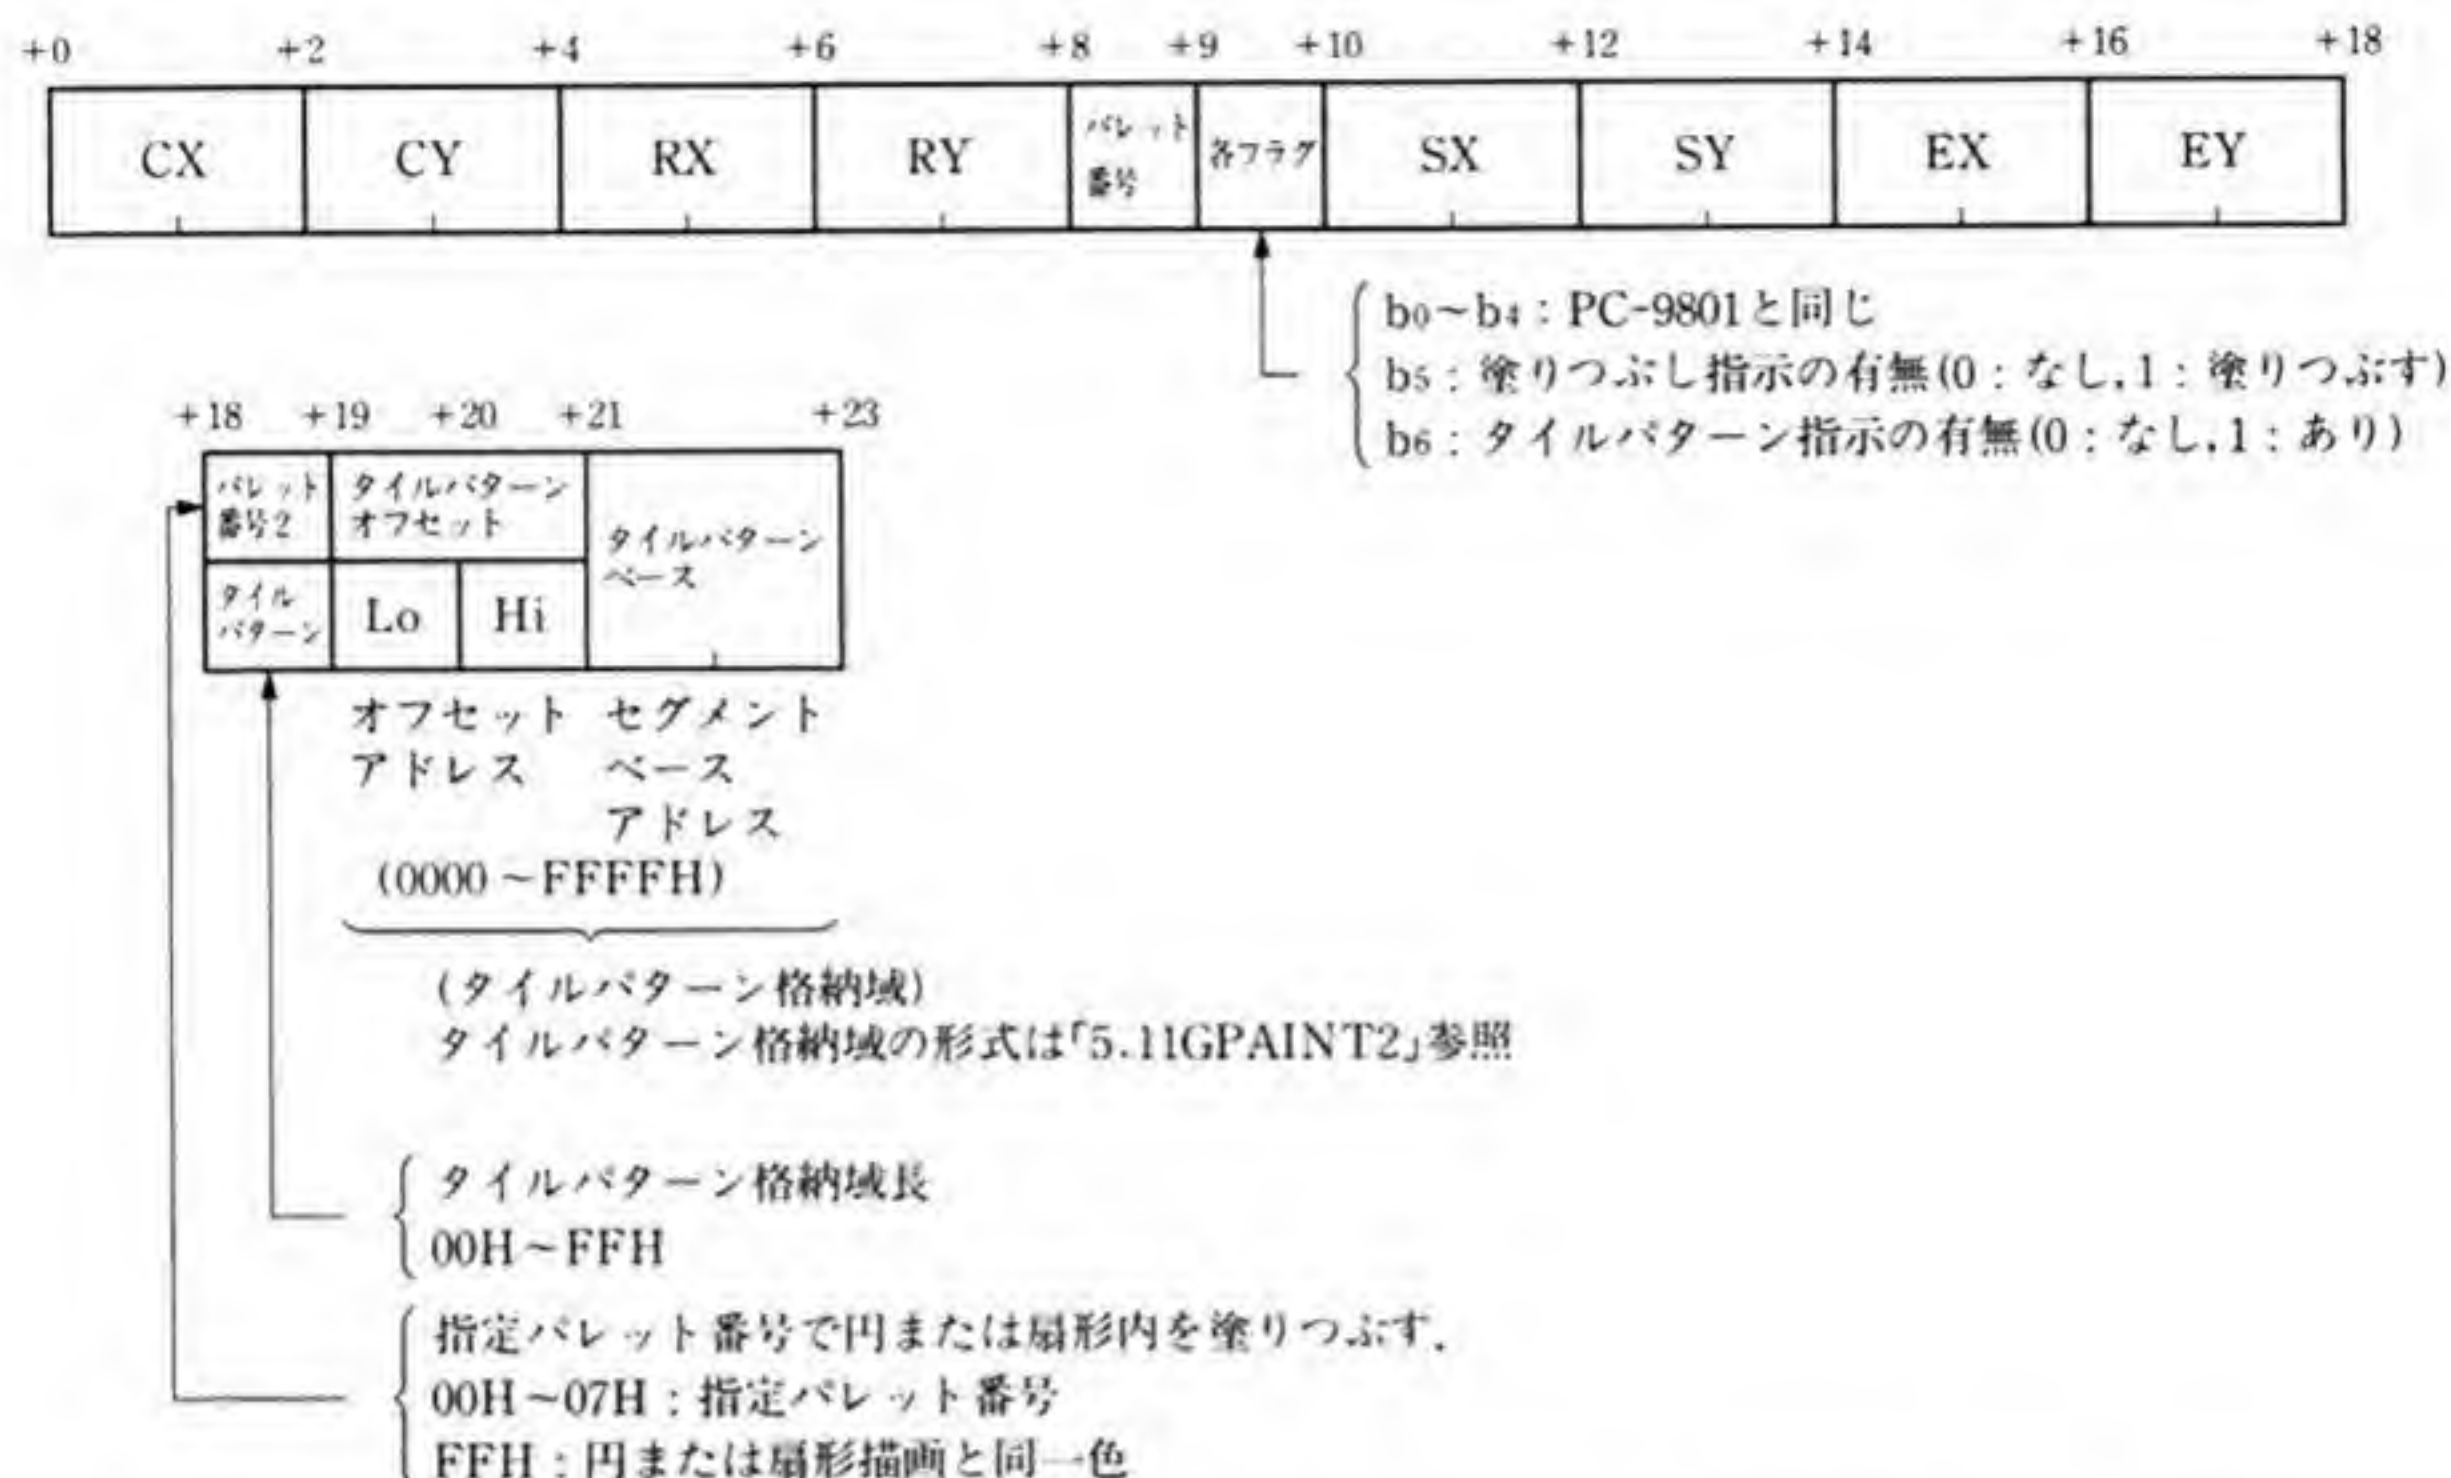 +0 +2 +4 +6 +8 +9 +10 +12 +14 +16 +18
CX CY RX RY パレット番号 各フラグ SX SY EX EY
b0~b4：PC-9801と同じ
b5：塗りつぶし指示の有無(0：なし,1：塗りつぶす)
b6：タイルパターン指示の有無(0：なし,1：あり)
+18 +19 +20 +21 +23
パレット
番号2
タイルパターン
オフセット
タイルパターン
ベース
タイル
パターン
Lo Hi
オフセット
アドレス
セグメント
ベース
アドレス
(0000~FFFFH)
(タイルパターン格納域)
タイルパターン格納域の形式は「5.11GPAINT2」参照
タイルパターン格納域長
00H~FFH
指定パレット番号で円または扇形内を塗りつぶす.
00H~07H：指定パレット番号
FFH：円または扇形描画と同一色